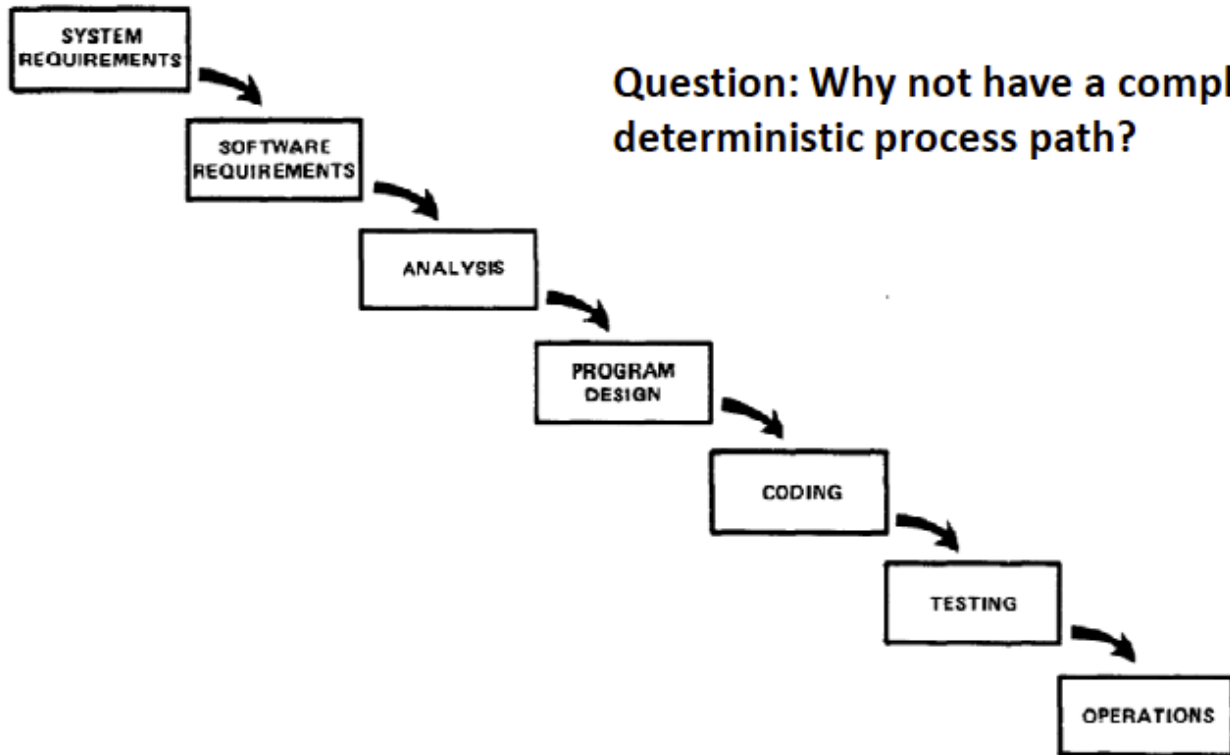 SYSTEM
REQUIREMENTS
Question: Why not have a compl
deterministic process path?
SOFTWARE
REQUIREMENTS
ANALYSIS
PROGRAM
DESIGN
CODING
TESTING
OPERATIONS